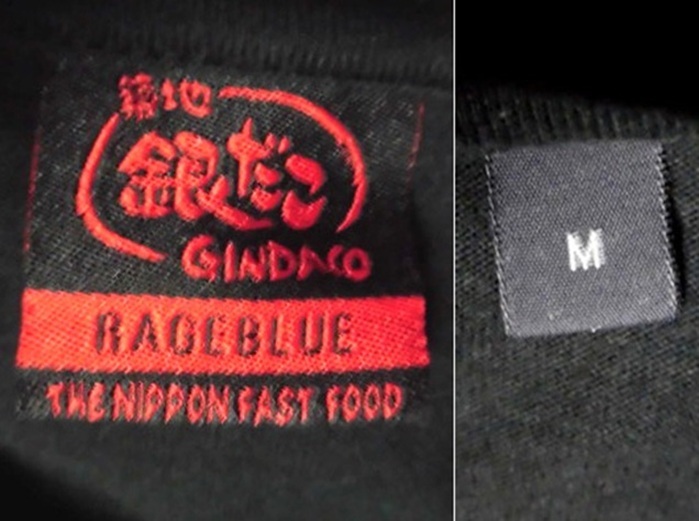 築地
銀だこ
GINDACO
RAGEBLUE
THE NIPPON FAST FOOD
M